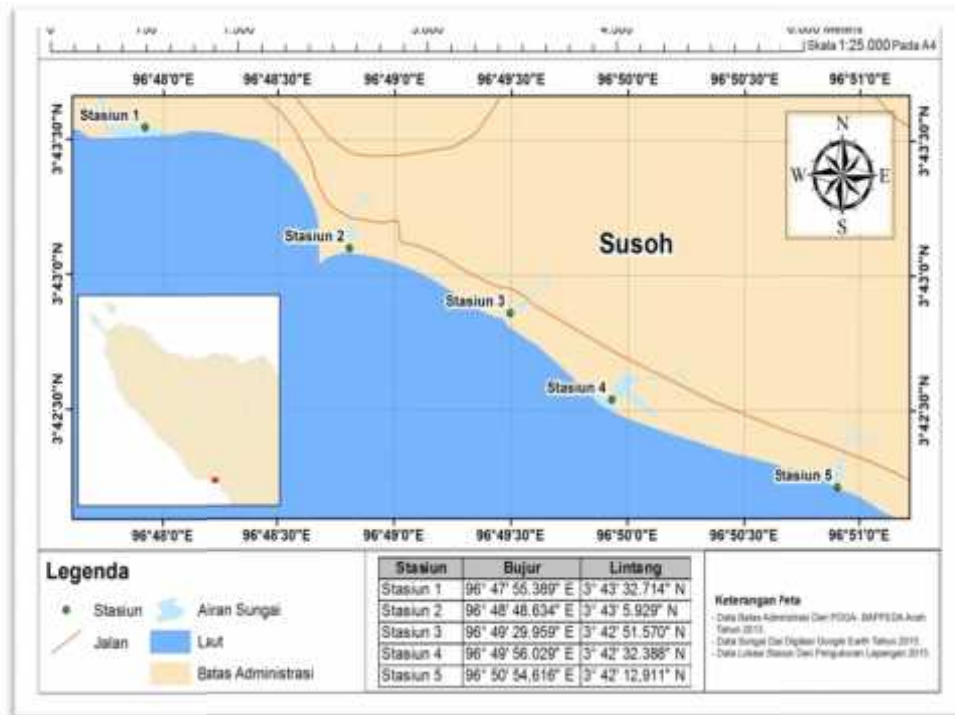 0 750 1.500 3.000 4.500 6.000 Meters
Skala 1:25.000 Pada A4
96°48'0"E 96°48'30"E 96°49'0"E 96°49'30"E 96°50'0"E 96°50'30"E 96°51'0"E
3°43'30"N
3°43'0"N
3°42'30"N
Stasiun 1
N
W E
S
Stasiun 2
Susoh
Stasiun 3
Stasiun 4
Stasiun 5
3°43'30"N
3°43'0"N
3°42'30"N
96°48'0"E 96°48'30"E 96°49'0"E 96°49'30"E 96°50'0"E 96°50'30"E 96°51'0"E
Legenda
Stasiun Airan Sungai
Jalan Laut
Batas Administrasi
Stasiun Bujur Lintang
Stasiun 1 96° 47' 55.389" E 3° 43' 32.714" N
Stasiun 2 96° 48' 48.634" E 3° 43' 5.929" N
Stasiun 3 96° 49' 29.959" E 3° 42' 51.570" N
Stasiun 4 96° 49' 56.029" E 3° 42' 32.388" N
Stasiun 5 96° 50' 54,616" E 3° 42' 12,911" N
Keterangan Peta
- Data Batas Administrasi Dari BAPPEDA Aceh
Tahun 2013.
- Data Sungai Dari Digitasi Google Earth Tahun 2015.
- Data Lokasi Stasiun Dari Pengukuran Lapangan 2015.